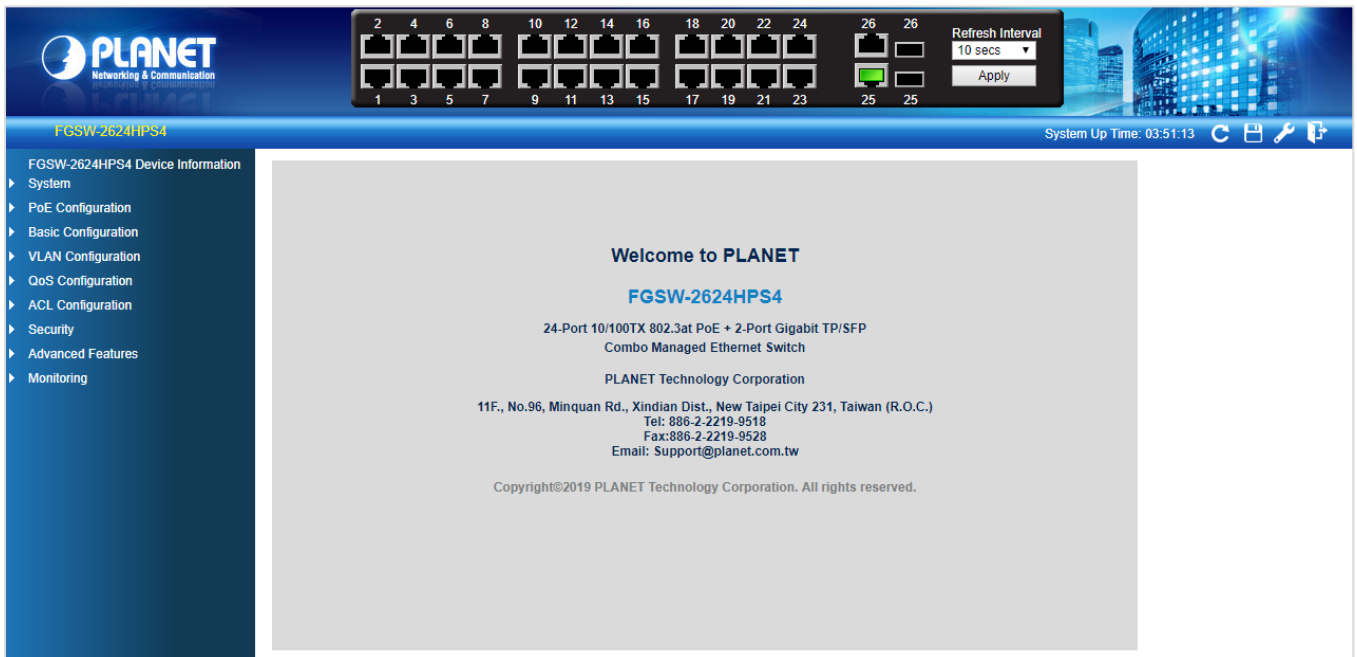 PLANET
Networking & Communication
2 4 6 8 10 12 14 16 18 20 22 24 26 26
1 3 5 7 9 11 13 15 17 19 21 23 25 25
Refresh Interval
10 secs
Apply
FGSW-2624HPS4
System Up Time: 03:51:13
FGSW-2624HPS4 Device Information
System
PoE Configuration
Basic Configuration
VLAN Configuration
QoS Configuration
ACL Configuration
Security
Advanced Features
Monitoring
Welcome to PLANET
FGSW-2624HPS4
24-Port 10/100TX 802.3at PoE + 2-Port Gigabit TP/SFP
Combo Managed Ethernet Switch
PLANET Technology Corporation
11F., No.96, Minquan Rd., Xindian Dist., New Taipei City 231, Taiwan (R.O.C.)
Tel: 886-2-2219-9518
Fax:886-2-2219-9528
Email: Support@planet.com.tw
Copyright©2019 PLANET Technology Corporation. All rights reserved.